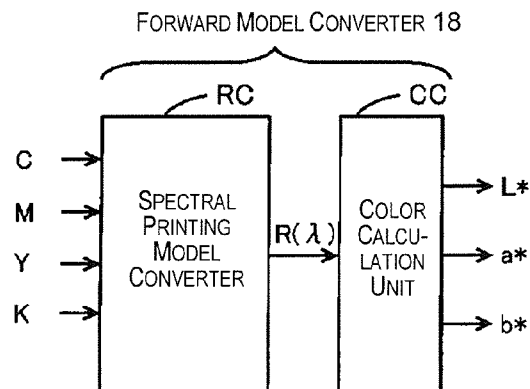 FORWARD MODEL CONVERTER 18
RC
CC
C
M
Y
K
SPECTRAL
PRINTING
MODEL
CONVERTER
R(λ)
COLOR
CALCU-
LATION
UNIT
L*
a*
b*